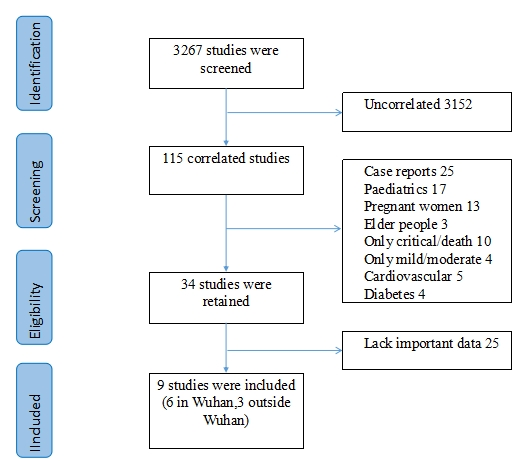 Identification
3267 studies were
screened
Uncorrelated 3152
Screening
115 correlated studies
Case reports 25
Paediatrics 17
Pregnant women 13
Elder people 3
Only critical/death 10
Only mild/moderate 4
Cardiovascular 5
Diabetes 4
Eligibility
34 studies were
retained
Lack important data 25
IIncluded
9 studies were included
(6 in Wuhan,3 outside
Wuhan)